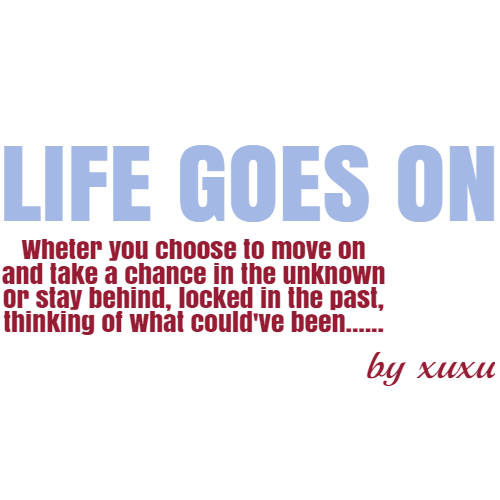 LIFE GOES ON
Wheter you choose to move on
and take a chance in the unknown
or stay behind, locked in the past,
thinking of what could've been......
by xuxu